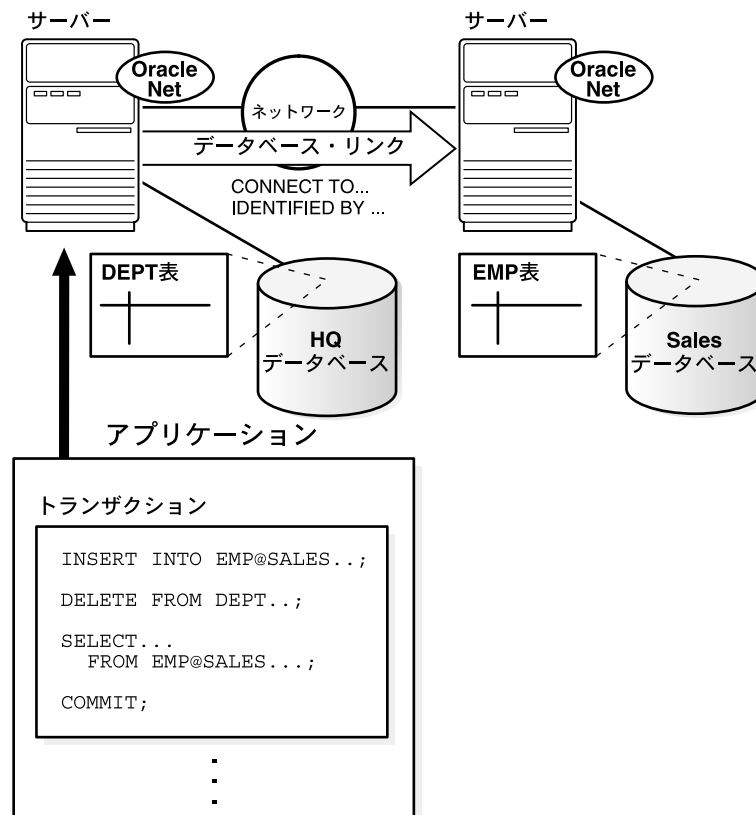 サーバー
サーバー
Oracle
Net
Oracle
Net
ネットワーク
データベース・リンク
CONNECT TO...
IDENTIFIED BY ...
DEPT表
EMP表
HQ
データベース
Sales
データベース
アプリケーション
トランザクション
INSERT INTO EMP@SALES..;
DELETE FROM DEPT..;
SELECT...
FROM EMP@SALES...;
COMMIT;